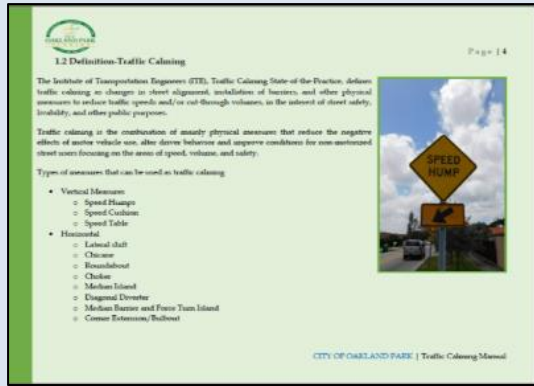 OAKLAND PARK
Page | 4
1.2 Definition-Traffic Calming
The Institute of Transportation Engineers (ITE), Traffic Calming State-of-the-Practice, defines
traffic calming as changes in street alignment, installation of barriers, and other physical
measures to reduce traffic speeds and/or cut-through volumes, in the interest of street safety,
livability, and other public purposes.
Traffic calming is the combination of mainly physical measures that reduce the negative
effects of motor vehicle use, alter driver behavior and improve conditions for non-motorized
street users focusing on the areas of speed, volume, and safety.
Types of measures that can be used as traffic calming
• Vertical Measures
o Speed Humps
o Speed Cushion
o Speed Table
• Horizontal
o Lateral shift
o Chicane
o Roundabout
o Choker
o Median Island
o Diagonal Diverter
o Median Barrier and Force Turn Island
o Corner Extension/Bulbout
SPEED
HUMP
CITY OF OAKLAND PARK | Traffic Calming Manual